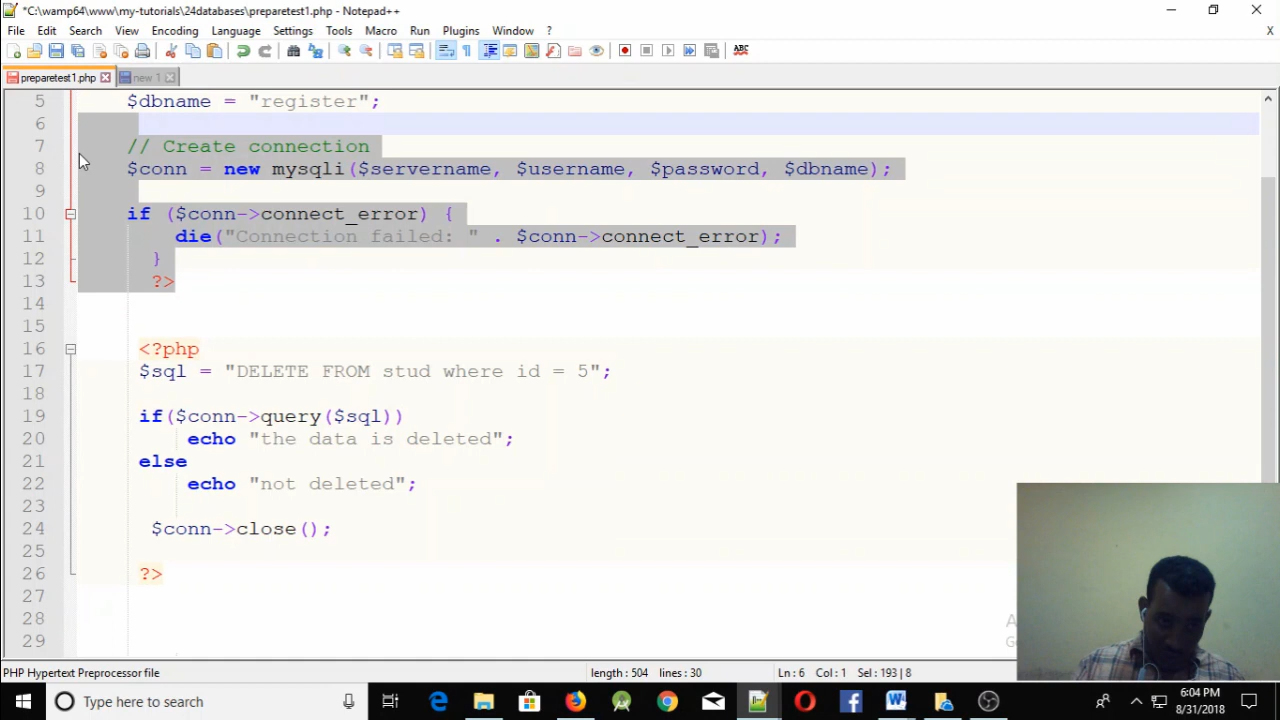 *C:\wamp64\www\my-tutorials\24databases\preparetest1.php - Notepad++
File Edit Search View Encoding Language Settings Tools Macro Run Plugins Window ?
X
ABC
preparetest1.php new 1
5 $dbname = "register";
6
7 // Create connection
8 $conn = new mysqli($servername, $username, $password, $dbname);
9
10 if ($conn->connect_error) {
11 die("Connection failed: " . $conn->connect_error);
12 }
13 ?>
14
15
16 <?php
17 $sql = "DELETE FROM stud where id = 5";
18
19 if($conn->query($sql))
20 echo "the data is deleted";
21 else
22 echo "not deleted";
23
24 $conn->close();
25
26 ?>
27
28
29
PHP Hypertext Preprocessor file length : 504 lines : 30 Ln : 6 Col : 1 Sel : 193 | 8
Type here to search
6:04 PM
8/31/2018